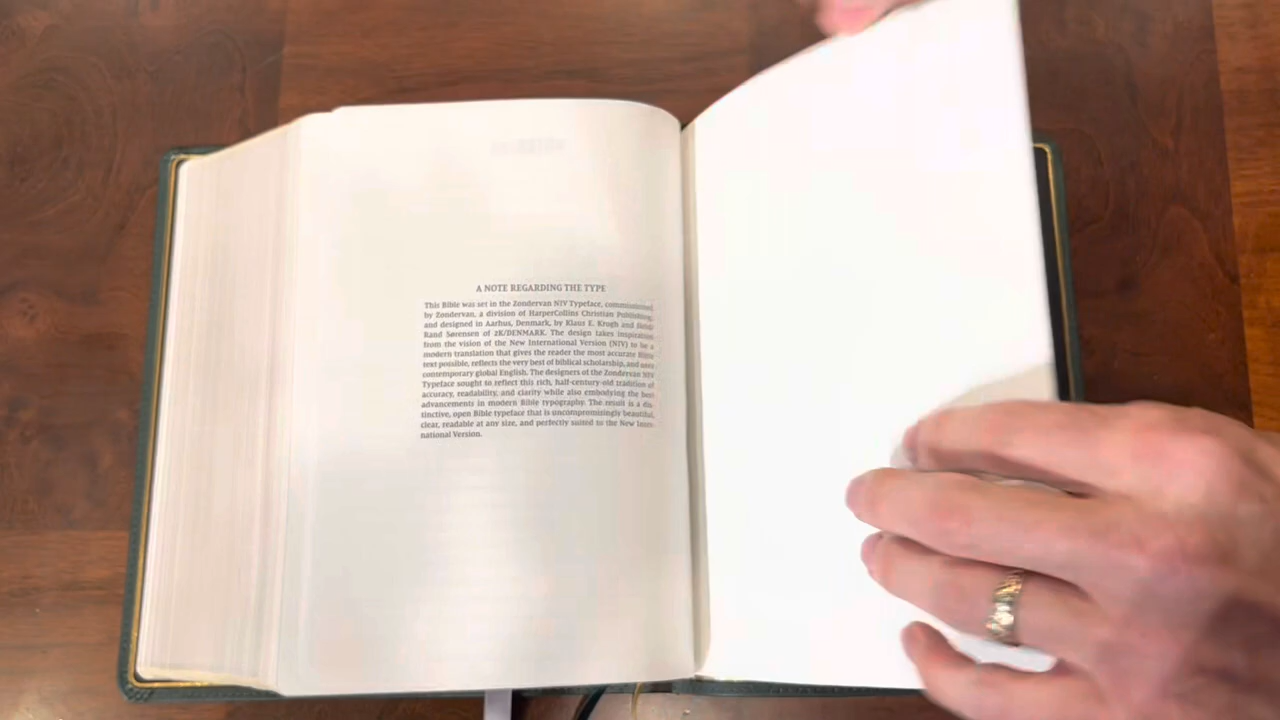 A NOTE REGARDING THE TYPE
This Bible was set in the Zondervan NIV Typeface, commissioned
by Zondervan, a division of HarperCollins Christian Publishing,
and designed in Aarhus, Denmark, by Klaus E. Krogh and Heidi
Rand Sørensen of 2K/DENMARK. The design takes inspiration
from the vision of the New International Version (NIV) to be a
modern translation that gives the reader the most accurate Bible
text possible, reflects the very best of biblical scholarship, and uses
contemporary global English. The designers of the Zondervan NIV
Typeface sought to reflect this rich, half-century-old tradition of
accuracy, readability, and clarity while also embodying the best
advancements in modern Bible typography. The result is a dis-
tinctive, open Bible typeface that is uncompromisingly beautiful,
clear, readable at any size, and perfectly suited to the New Inter-
national Version.